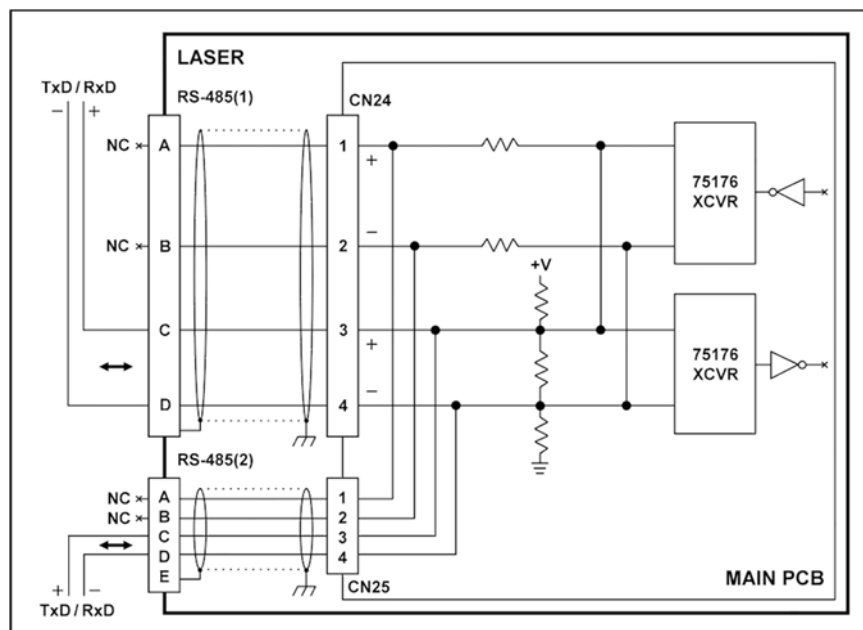 LASER
TxD / RxD
− +
RS-485(1)
CN24
NC A 1
+
75176
XCVR
NC B 2
−
+V
C 3
+
75176
XCVR
D 4
−
RS-485(2)
NC A 1
NC B 2
C 3
D 4
E
CN25
+ −
TxD / RxD
MAIN PCB